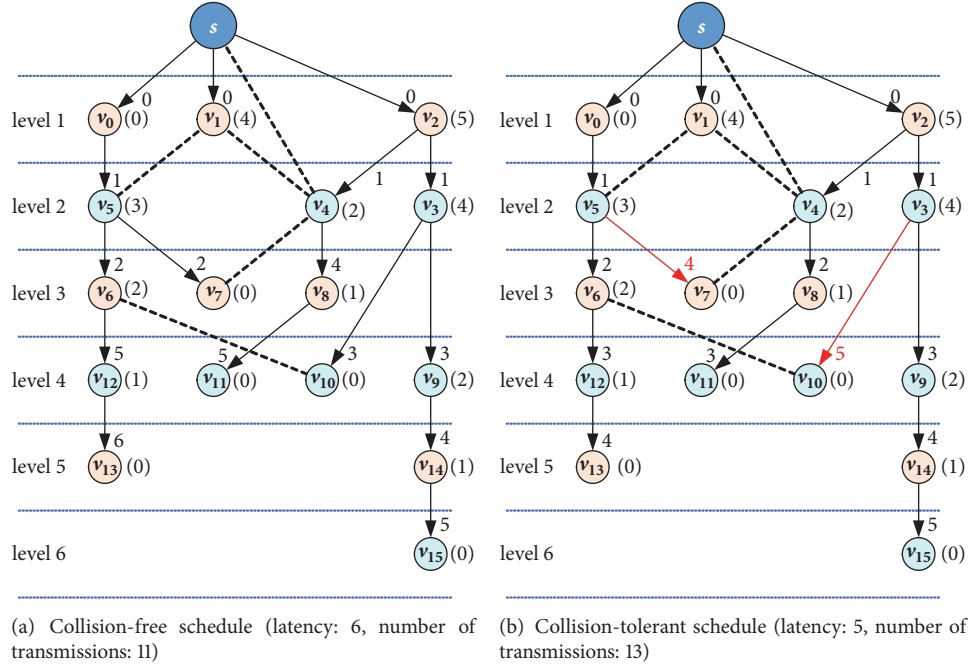 s
s
0
0
0
0
0
0
level 1
v0 (0)
v1 (4)
v2 (5)
v0 (0)
v1 (4)
v2 (5)
1
1
1
1
1
1
level 2
v5 (3)
v4 (2)
v3 (4)
level 2
v5 (3)
v4 (2)
v3 (4)
2
2
4
2
4
2
level 3
v6 (2)
v7 (0)
v8 (1)
level 3
v6 (2)
v7 (0)
v8 (1)
5
5
3
3
3
3
5
3
level 4
v12 (1)
v11 (0)
v10 (0)
v9 (2)
level 4
v12 (1)
v11 (0)
v10 (0)
v9 (2)
6
4
4
4
level 5
v13 (0)
v14 (1)
level 5
v13 (0)
v14 (1)
5
5
level 6
v15 (0)
level 6
v15 (0)
level 1
(a) Collision-free schedule (latency: 6, number of
transmissions: 11)
(b) Collision-tolerant schedule (latency: 5, number of
transmissions: 13)